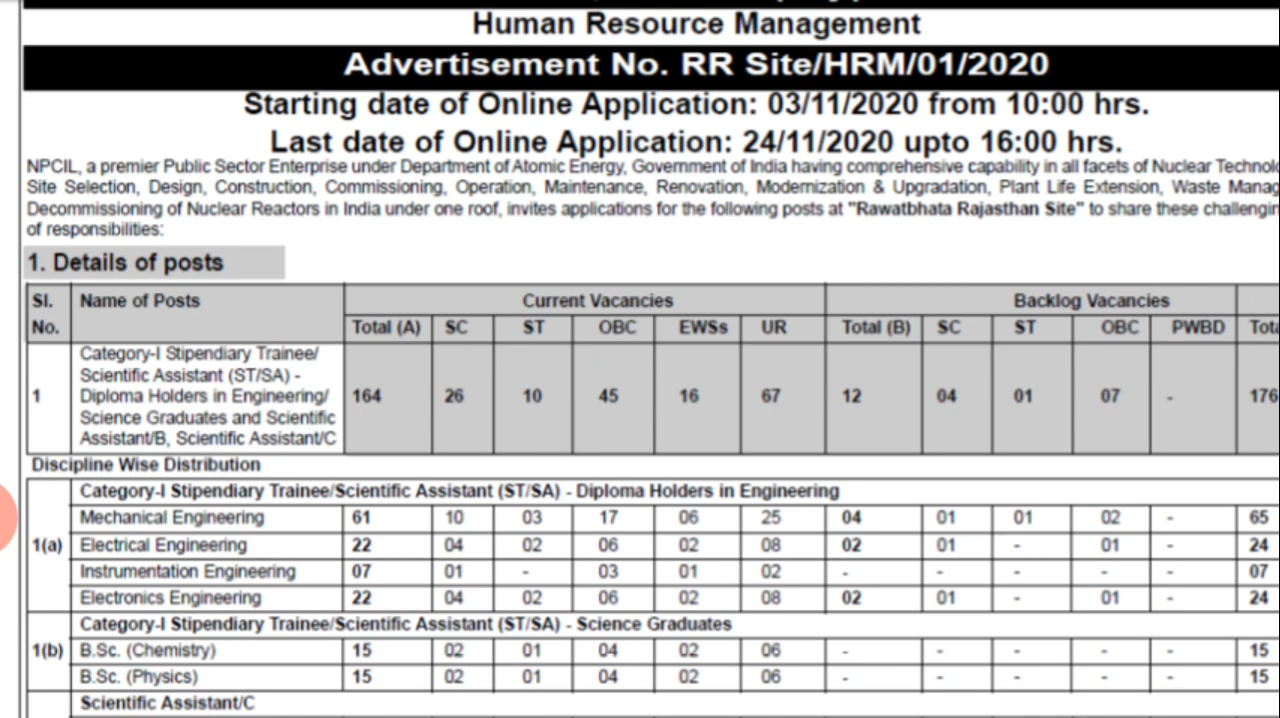 Human Resource Management
Advertisement No. RR Site/HRM/01/2020
Starting date of Online Application: 03/11/2020 from 10:00 hrs.
Last date of Online Application: 24/11/2020 upto 16:00 hrs.
NPCIL, a premier Public Sector Enterprise under Department of Atomic Energy, Government of India having comprehensive capability in all facets of Nuclear Technolo
Site Selection, Design, Construction, Commissioning, Operation, Maintenance, Renovation, Modernization & Upgradation, Plant Life Extension, Waste Manag
Decommissioning of Nuclear Reactors in India under one roof, invites applications for the following posts at "Rawatbhata Rajasthan Site" to share these challengin
of responsibilities:
1. Details of posts
Sl. No. Name of Posts Current Vacancies Backlog Vacancies
Total (A) SC ST OBC EWSs UR Total (B) SC ST OBC PWBD Tota
Category-I Stipendiary Trainee/
Scientific Assistant (ST/SA) -
1 Diploma Holders in Engineering/ 164 26 10 45 16 67 12 04 01 07 - 176
Science Graduates and Scientific
Assistant/B, Scientific Assistant/C
Discipline Wise Distribution
Category-I Stipendiary Trainee/Scientific Assistant (ST/SA) - Diploma Holders in Engineering
Mechanical Engineering 61 10 03 17 06 25 04 01 01 02 - 65
1(a) Electrical Engineering 22 04 02 06 02 08 02 01 - 01 - 24
Instrumentation Engineering 07 01 - 03 01 02 - - - - - 07
Electronics Engineering 22 04 02 06 02 08 02 01 - 01 - 24
Category-I Stipendiary Trainee/Scientific Assistant (ST/SA) - Science Graduates
1(b) B.Sc. (Chemistry) 15 02 01 04 02 06 - - - - - 15
B.Sc. (Physics) 15 02 01 04 02 06 - - - - - 15
Scientific Assistant/C